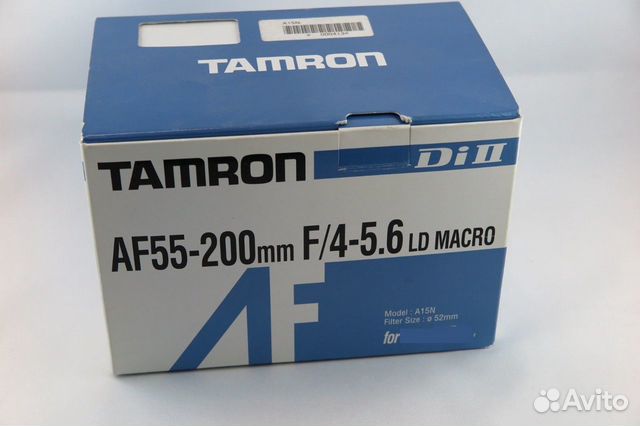 A15N
TAMRON
TAMRON Di II
AF55-200mm F/4-5.6 LD MACRO
AF
Model : A15N
Filter Size : ø 52mm
for
Avito